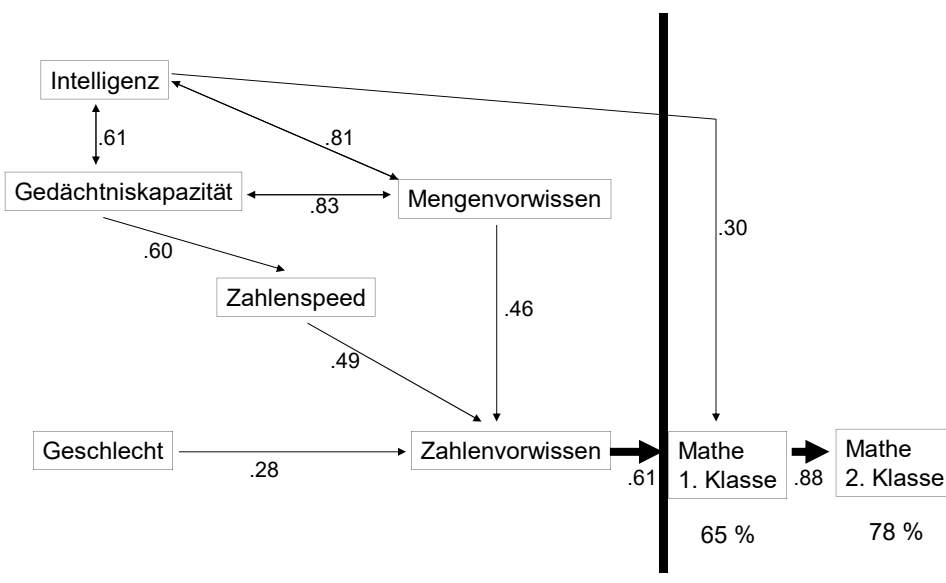 Intelligenz
.61
.81
Gedächtniskapazität
.83
Mengenvorwissen
.30
.60
Zahlenspeed
.46
.49
Geschlecht
.28
Zahlenvorwissen
.61
Mathe
1. Klasse
.88
Mathe
2. Klasse
65 %
78 %